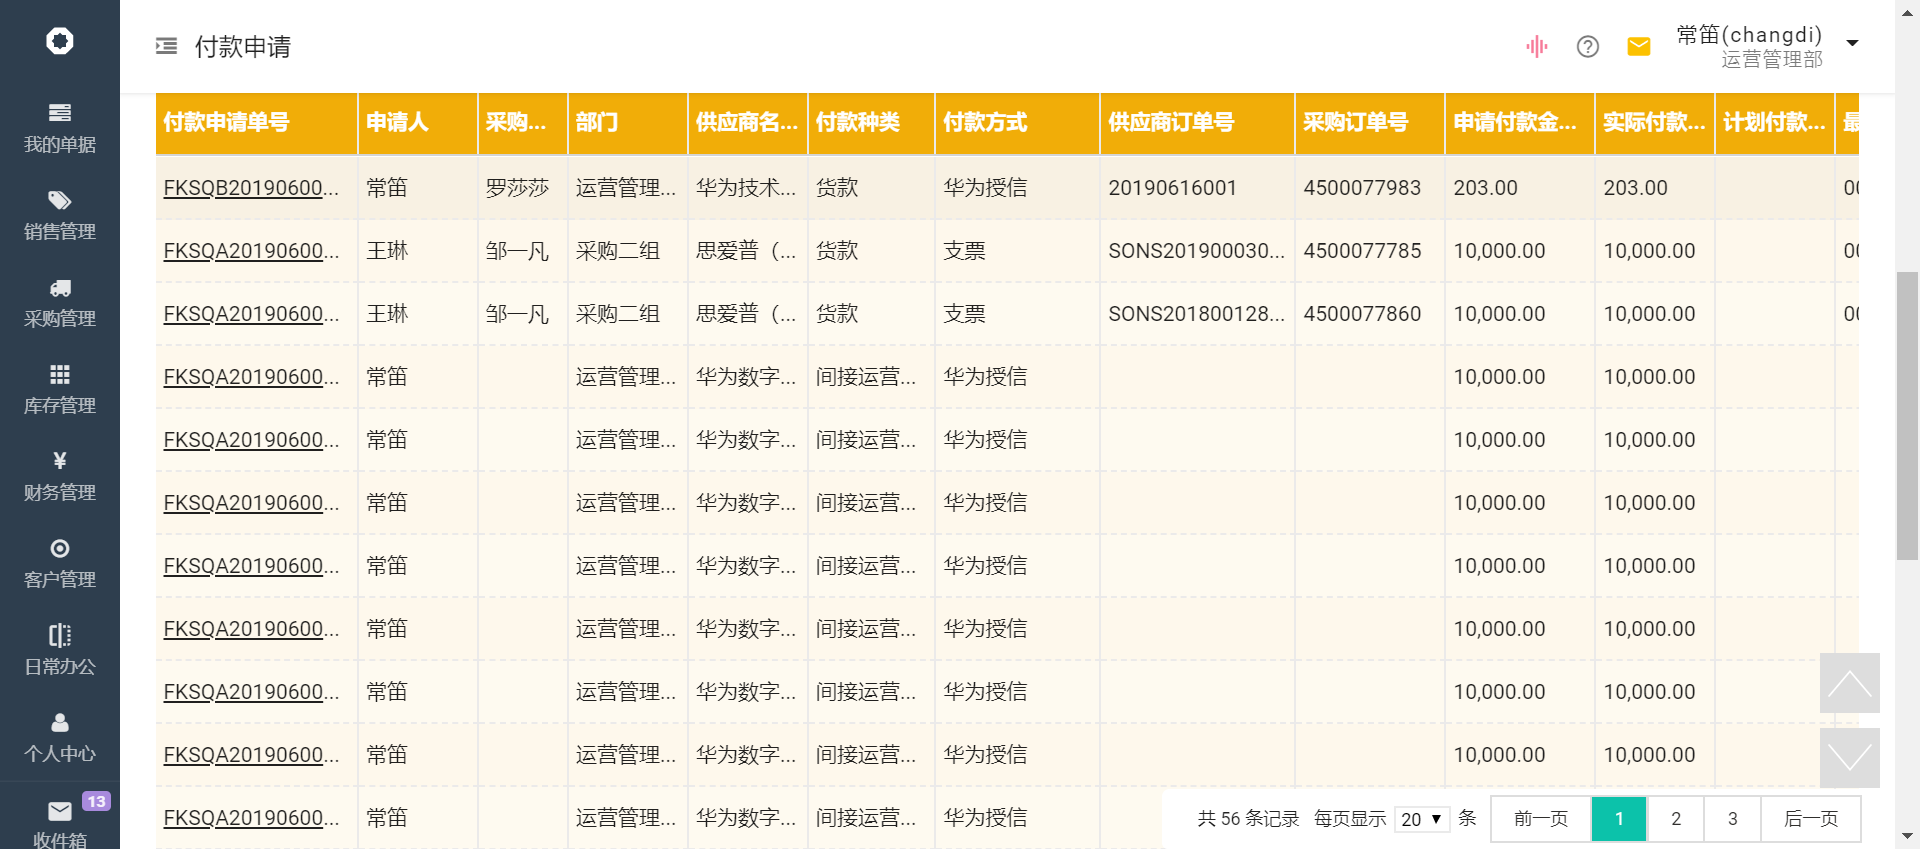 付款申请
常笛(changdi)
运营管理部
我的单据
销售管理
采购管理
库存管理
财务管理
客户管理
日常办公
个人中心
13
收件箱
付款申请单号 申请人 采购... 部门 供应商名... 付款种类 付款方式 供应商订单号 采购订单号 申请付款金... 实际付款... 计划付款... 最
FKSQB20190600... 常笛 罗莎莎 运营管理... 华为技术... 货款 华为授信 20190616001 4500077983 203.00 203.00 00
FKSQA20190600... 王琳 邹一凡 采购二组 思爱普（... 货款 支票 SONS201900030... 4500077785 10,000.00 10,000.00 00
FKSQA20190600... 王琳 邹一凡 采购二组 思爱普（... 货款 支票 SONS201800128... 4500077860 10,000.00 10,000.00 00
FKSQA20190600... 常笛 运营管理... 华为数字... 间接运营... 华为授信 10,000.00 10,000.00
FKSQA20190600... 常笛 运营管理... 华为数字... 间接运营... 华为授信 10,000.00 10,000.00
FKSQA20190600... 常笛 运营管理... 华为数字... 间接运营... 华为授信 10,000.00 10,000.00
FKSQA20190600... 常笛 运营管理... 华为数字... 间接运营... 华为授信 10,000.00 10,000.00
FKSQA20190600... 常笛 运营管理... 华为数字... 间接运营... 华为授信 10,000.00 10,000.00
FKSQA20190600... 常笛 运营管理... 华为数字... 间接运营... 华为授信 10,000.00 10,000.00
FKSQA20190600... 常笛 运营管理... 华为数字... 间接运营... 华为授信 10,000.00 10,000.00
FKSQA20190600... 常笛 运营管理... 华为数字... 间接运营... 华为授信
共 56 条记录 每页显示 20 条 前一页 1 2 3 后一页